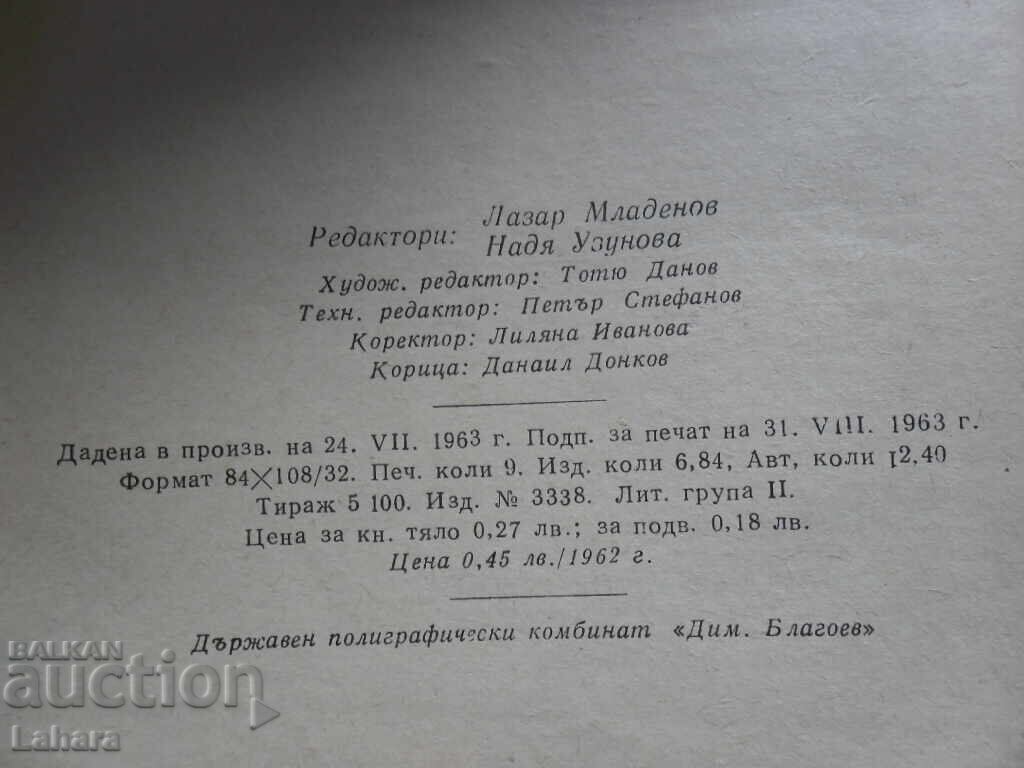 Редактори: Лазар Младенов
Надя Узунова
Худож. редактор: Тотю Данов
Техн. редактор: Петър Стефанов
Коректор: Лиляна Иванова
Корица: Данаил Донков
Дадена в произв. на 24. VII. 1963 г. Подп. за печат на 31. VIII. 1963 г.
Формат 84×108/32. Печ. коли 9. Изд. коли 6,84, Авт, коли 12,40
Тираж 5 100. Изд. № 3338. Лит. група II.
Цена за кн. тяло 0,27 лв.; за подв. 0,18 лв.
Цена 0,45 лв./1962 г.
Държавен полиграфически комбинат «Дим. Благоев»
BALKAN
auction
Lahara